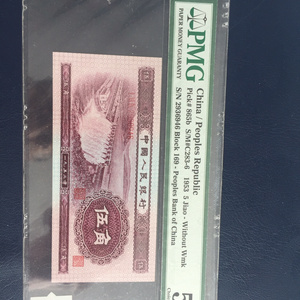 PMG
PAPER MONEY GUARANTY
China / Peoples Republic
Pick# 865b S/M#C283-6 1953 5 Jiao - Without Wmk
S/N 2936946 Block 169 - Peoples Bank of China
中國人民銀行
伍角